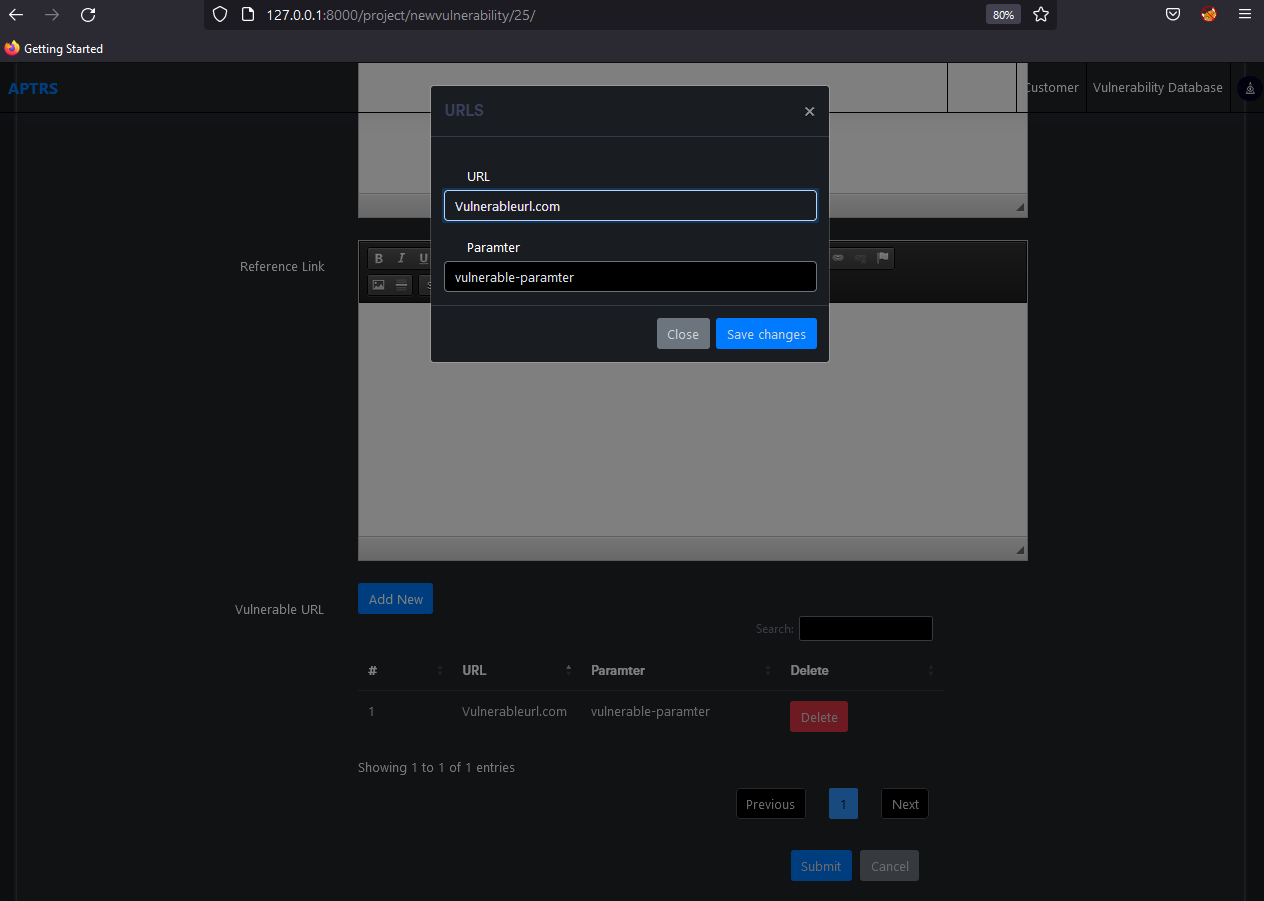 127.0.0.1:8000/project/newvulnerability/25/
80%
Getting Started
APTRS
Customer
Vulnerability Database
URLS
×
URL
Vulnerableurl.com
Paramter
vulnerable-paramter
Close
Save changes
Reference Link
B I U
Vulnerable URL
Add New
Search:
# URL Paramter Delete
1 Vulnerableurl.com vulnerable-paramter Delete
Showing 1 to 1 of 1 entries
Previous 1 Next
Submit Cancel